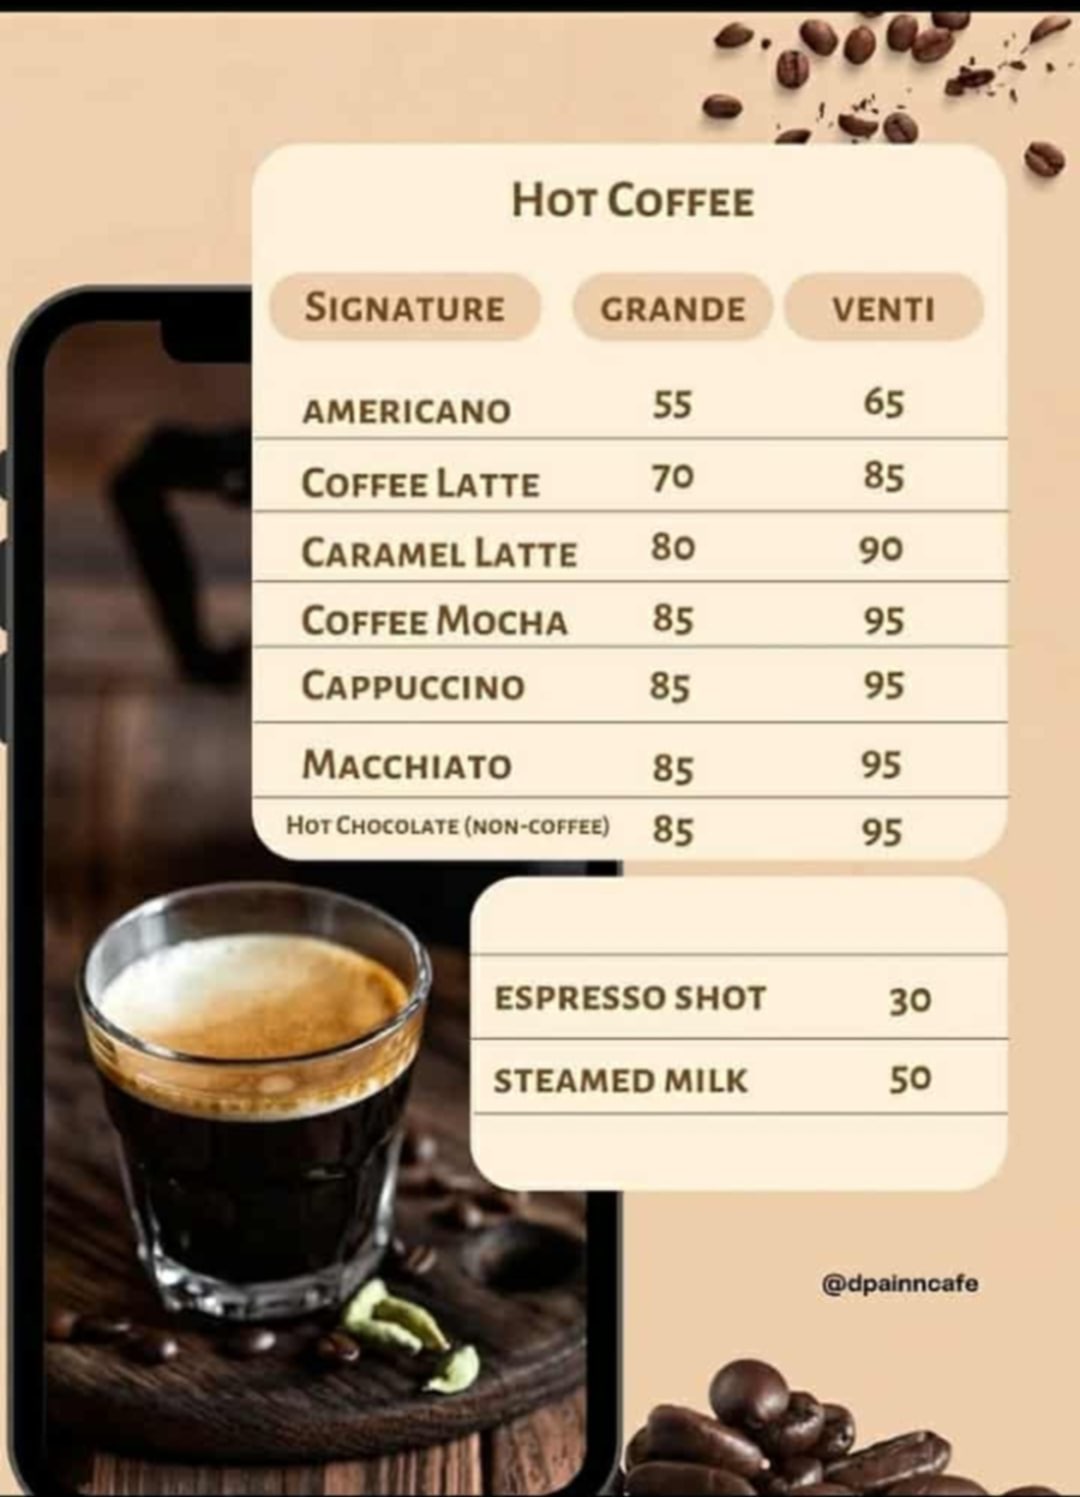 HOT COFFEE
SIGNATURE GRANDE VENTI
AMERICANO 55 65
COFFEE LATTE 70 85
CARAMEL LATTE 80 90
COFFEE MOCHA 85 95
CAPPUCCINO 85 95
MACCHIATO 85 95
HOT CHOCOLATE (NON-COFFEE) 85 95
ESPRESSO SHOT 30
STEAMED MILK 50
@dpainncafe